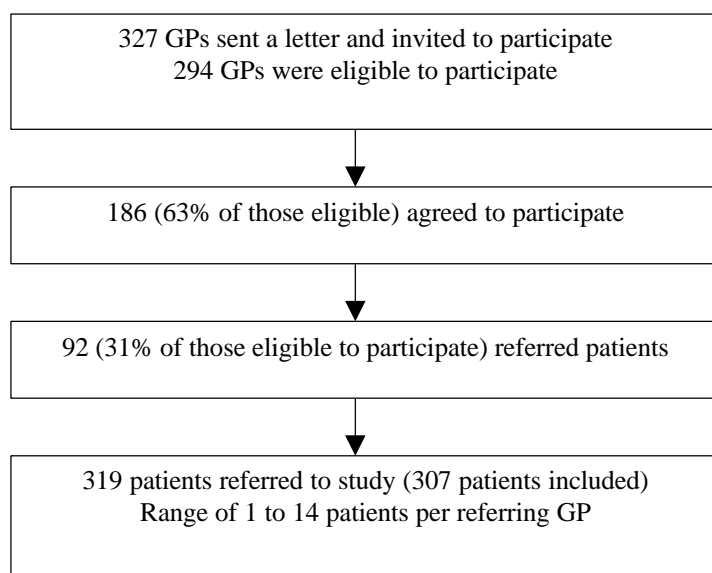 327 GPs sent a letter and invited to participate
294 GPs were eligible to participate
186 (63% of those eligible) agreed to participate
92 (31% of those eligible to participate) referred patients
319 patients referred to study (307 patients included)
Range of 1 to 14 patients per referring GP